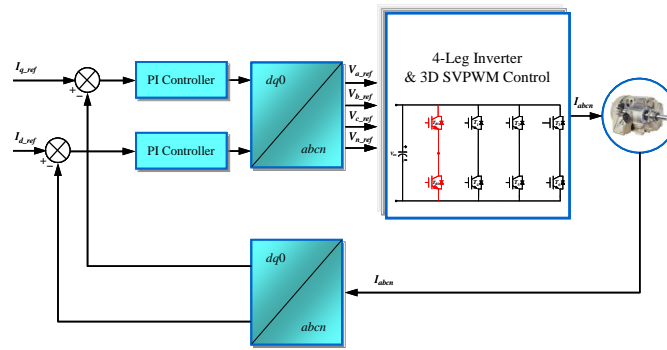 I_q_ref
+
−
PI Controller
dq0
abcn
V_a_ref
V_b_ref
V_c_ref
V_n_ref
4-Leg Inverter
& 3D SVPWM Control
I_abcn
I_d_ref
+
−
PI Controller
dq0
abcn
I_abcn